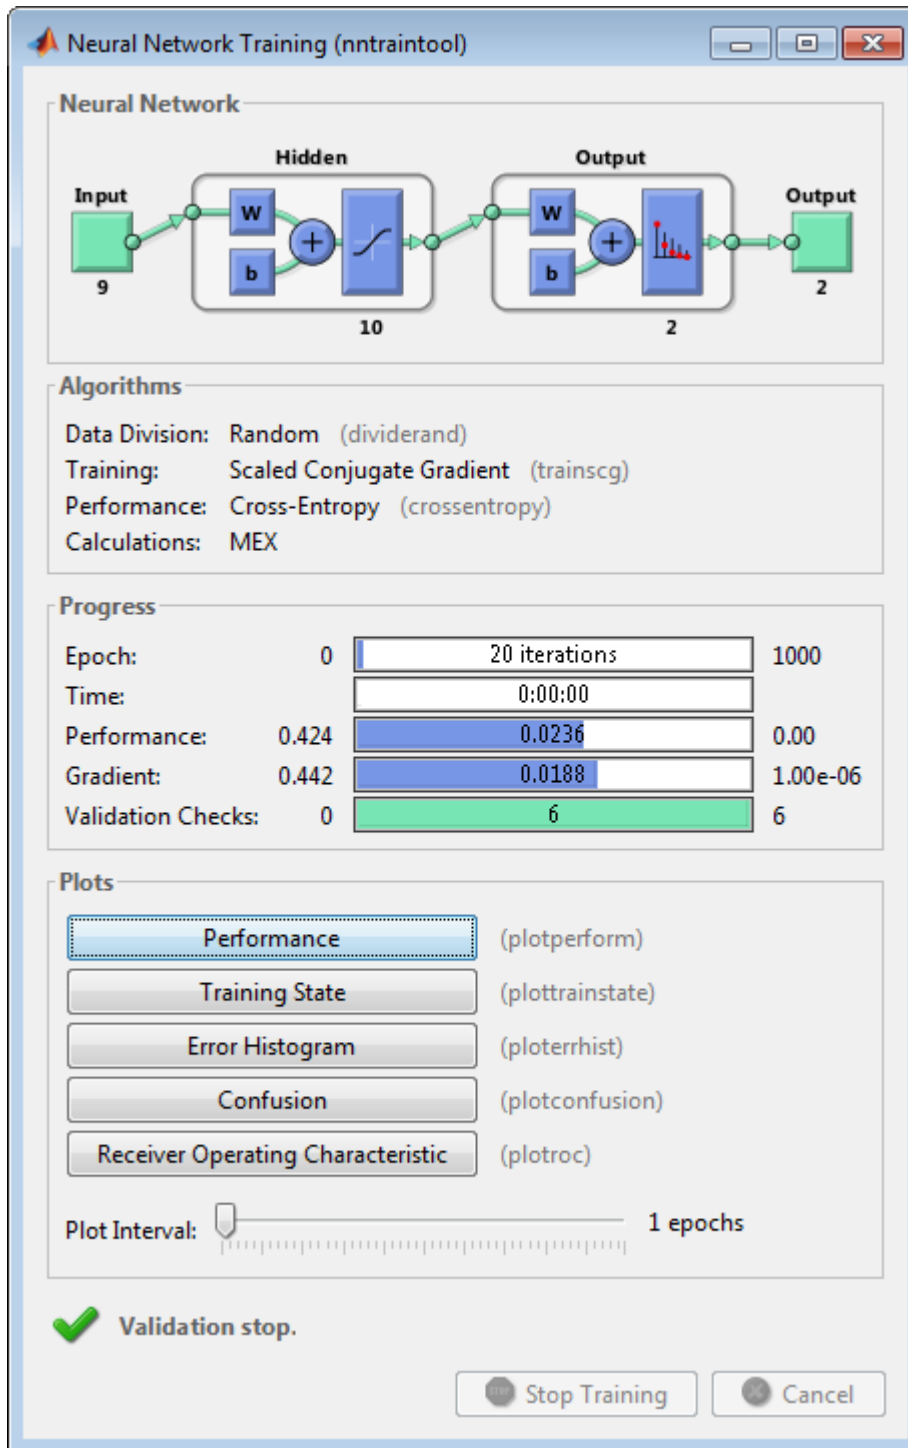 Neural Network Training (nntraintool)
Neural Network
Hidden Output
Input Output
W W
b b
9 2
10 2
Algorithms
Data Division: Random (dividerand)
Training: Scaled Conjugate Gradient (trainscg)
Performance: Cross-Entropy (crossentropy)
Calculations: MEX
Progress
Epoch: 0 20 iterations 1000
Time: 0:00:00
Performance: 0.424 0.0236 0.00
Gradient: 0.442 0.0188 1.00e-06
Validation Checks: 0 6 6
Plots
Performance (plotperform)
Training State (plottrainstate)
Error Histogram (ploterrhist)
Confusion (plotconfusion)
Receiver Operating Characteristic (plotroc)
Plot Interval: 1 epochs
Validation stop.
STOP Stop Training Cancel